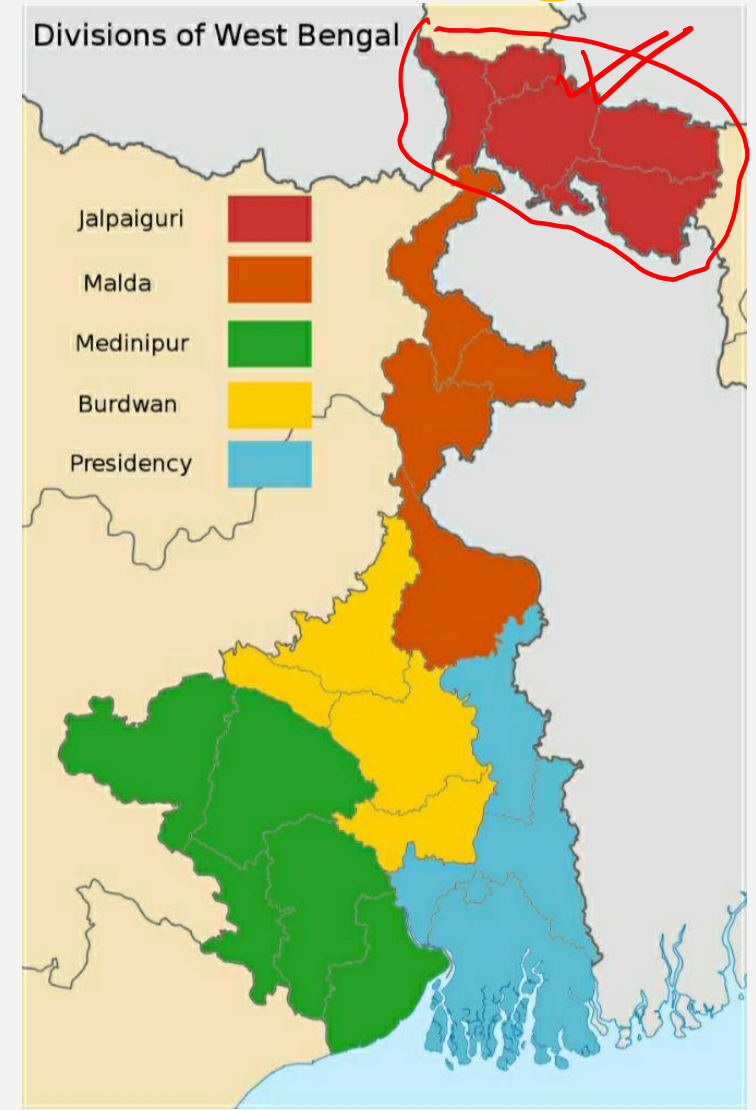 Divisions of West Bengal
Jalpaiguri
Malda
Medinipur
Burdwan
Presidency